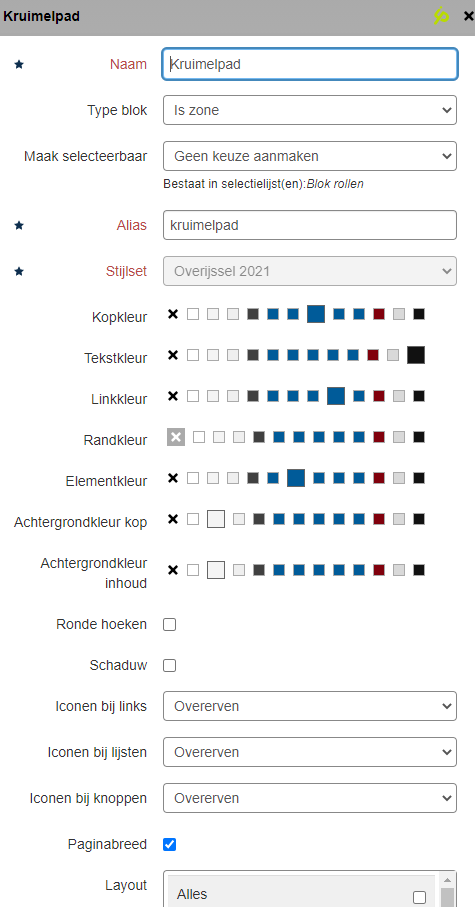 Kruimelpad
Naam Kruimelpad
Type blok Is zone
Maak selecteerbaar Geen keuze aanmaken
Bestaat in selectielijst(en):Blok rollen
Alias kruimelpad
Stijlset Overijssel 2021
Kopkleur
Tekstkleur
Linkkleur
Randkleur
Elementkleur
Achtergrondkleur kop
Achtergrondkleur
inhoud
Ronde hoeken
Schaduw
Iconen bij links Overerven
Iconen bij lijsten Overerven
Iconen bij knoppen Overerven
Paginabreed
Layout Alles